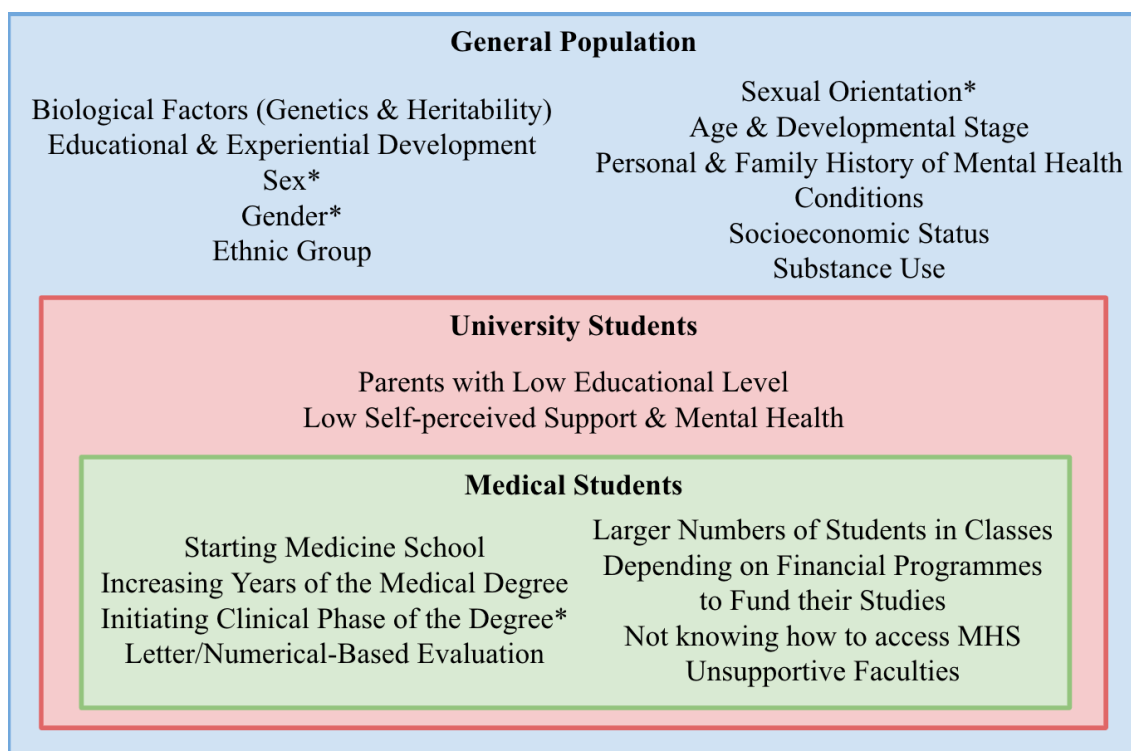 General Population
Biological Factors (Genetics & Heritability)
Educational & Experiential Development
Sex*
Gender*
Ethnic Group
Sexual Orientation*
Age & Developmental Stage
Personal & Family History of Mental Health
Conditions
Socioeconomic Status
Substance Use
University Students
Parents with Low Educational Level
Low Self-perceived Support & Mental Health
Medical Students
Starting Medicine School
Increasing Years of the Medical Degree
Initiating Clinical Phase of the Degree*
Letter/Numerical-Based Evaluation
Larger Numbers of Students in Classes
Depending on Financial Programmes
to Fund their Studies
Not knowing how to access MHS
Unsupportive Faculties